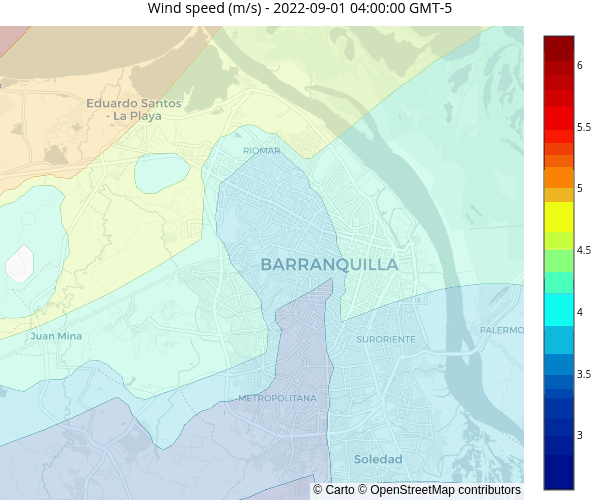 Wind speed (m/s) - 2022-09-01 04:00:00 GMT-5
6
5.5
5
4.5
4
3.5
3
Eduardo Santos
- La Playa
RIOMAR
BARRANQUILLA
Juan Mina
SURORIENTE
PALERMO
METROPOLITANA
Soledad
© Carto © OpenStreetMap contributors